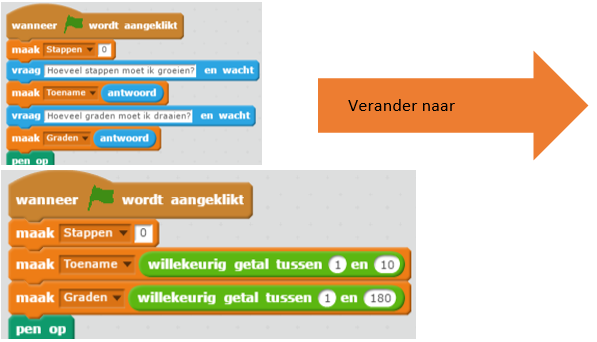 wanneer wordt aangeklikt
maak Stappen 0
vraag Hoeveel stappen moet ik groeien? en wacht
maak Toename antwoord
vraag Hoeveel graden moet ik draaien? en wacht
maak Graden antwoord
pen op
Verander naar
wanneer wordt aangeklikt
maak Stappen 0
maak Toename willekeurig getal tussen 1 en 10
maak Graden willekeurig getal tussen 1 en 180
pen op